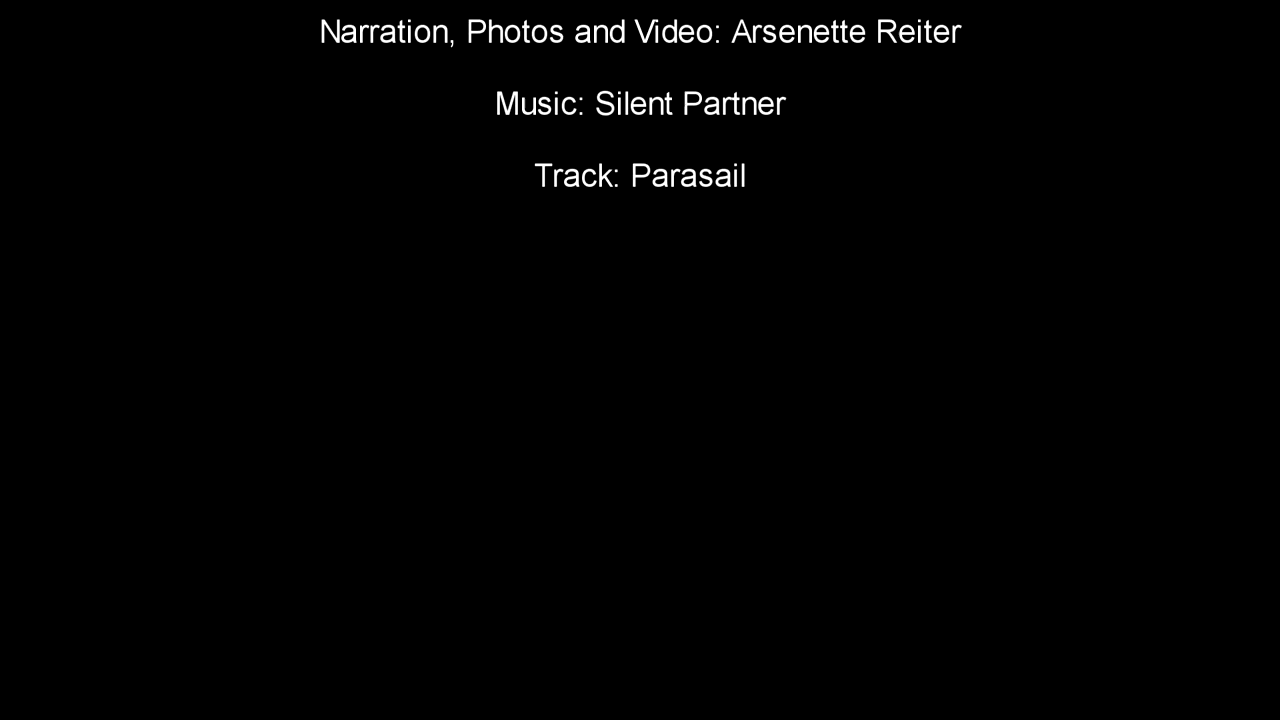 Narration, Photos and Video: Arsenette Reiter
Music: Silent Partner
Track: Parasail